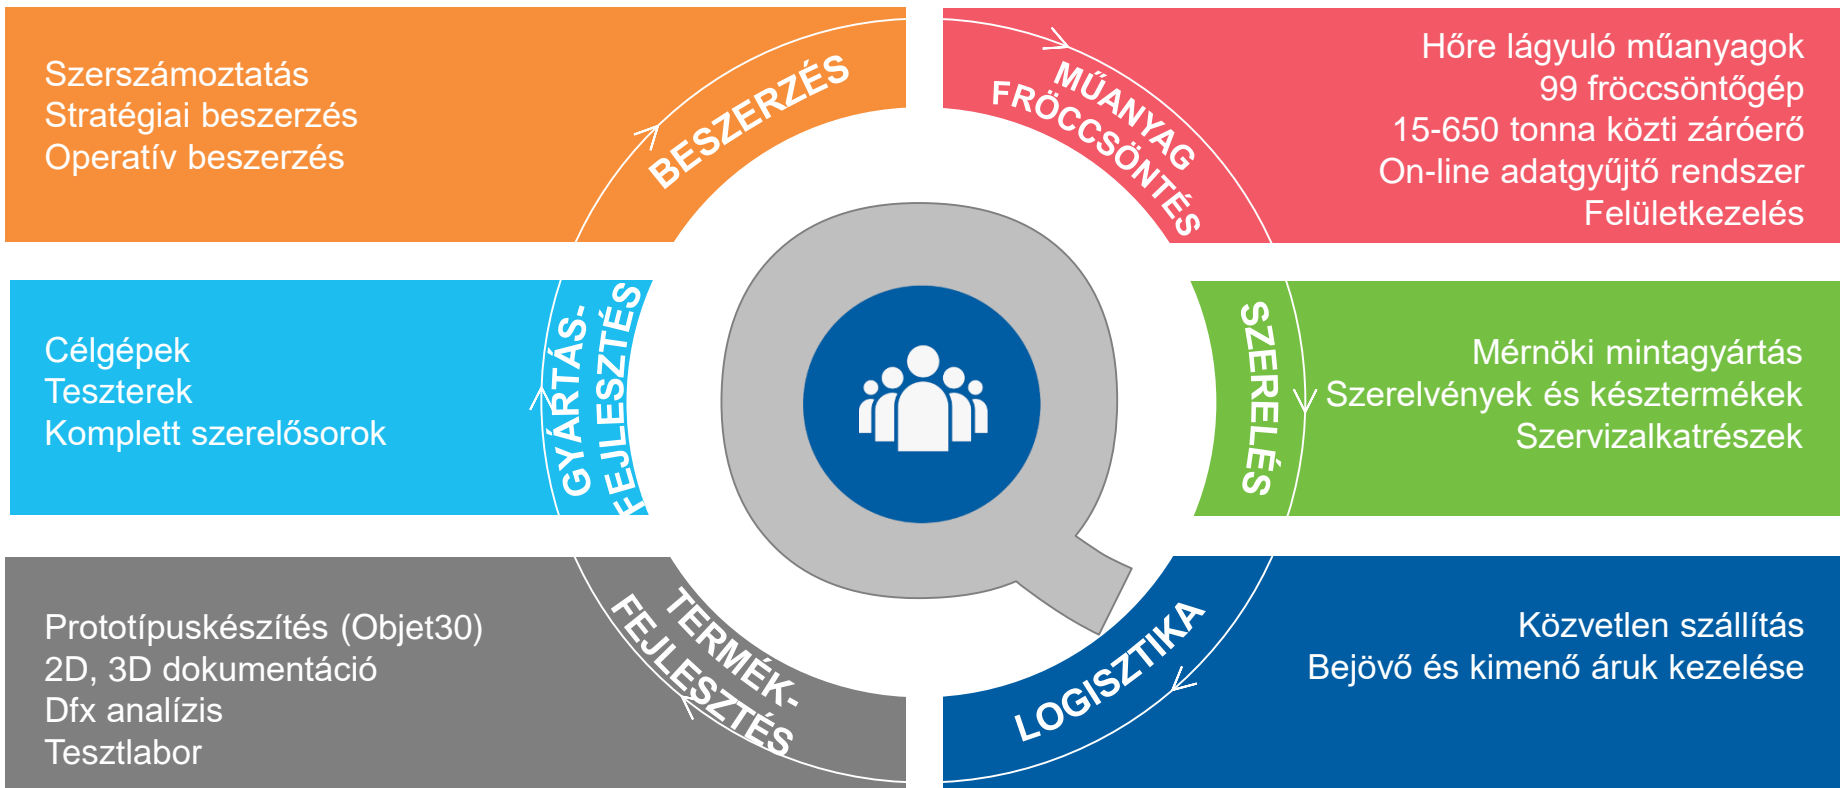 Szerszámoztatás
Stratégiai beszerzés
Operatív beszerzés
BESZERZÉS
MŰANYAG
FRÖCCSÖNTÉS
Hőre lágyuló műanyagok
99 fröccsöntőgép
15-650 tonna közti záróerő
On-line adatgyűjtő rendszer
Felületkezelés
Célgépek
Teszterek
Komplett szerelősorok
GYÁRTÁS-
FEJLESZTÉS
SZERELÉS
Mérnöki mintagyártás
Szerelvények és késztermékek
Szervizalkatrészek
Prototípuskészítés (Objet30)
2D, 3D dokumentáció
Dfx analízis
Tesztlabor
TERMÉK-
FEJLESZTÉS
LOGISZTIKA
Közvetlen szállítás
Bejövő és kimenő áruk kezelése